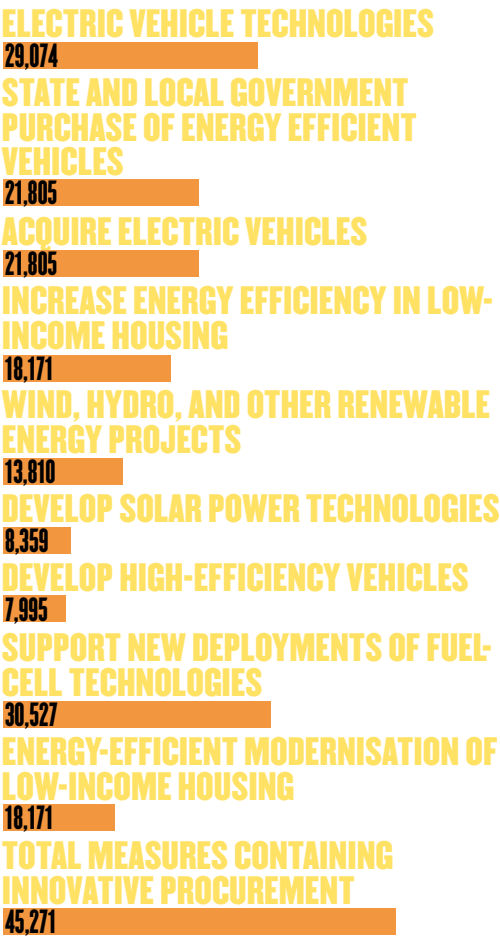 ELECTRIC VEHICLE TECHNOLOGIES
29,074
STATE AND LOCAL GOVERNMENT
PURCHASE OF ENERGY EFFICIENT
VEHICLES
21,805
ACQUIRE ELECTRIC VEHICLES
21,805
INCREASE ENERGY EFFICIENCY IN LOW-
INCOME HOUSING
18,171
WIND, HYDRO, AND OTHER RENEWABLE
ENERGY PROJECTS
13,810
DEVELOP SOLAR POWER TECHNOLOGIES
8,359
DEVELOP HIGH-EFFICIENCY VEHICLES
7,995
SUPPORT NEW DEPLOYMENTS OF FUEL-
CELL TECHNOLOGIES
30,527
ENERGY-EFFICIENT MODERNISATION OF
LOW-INCOME HOUSING
18,171
TOTAL MEASURES CONTAINING
INNOVATIVE PROCUREMENT
45,271